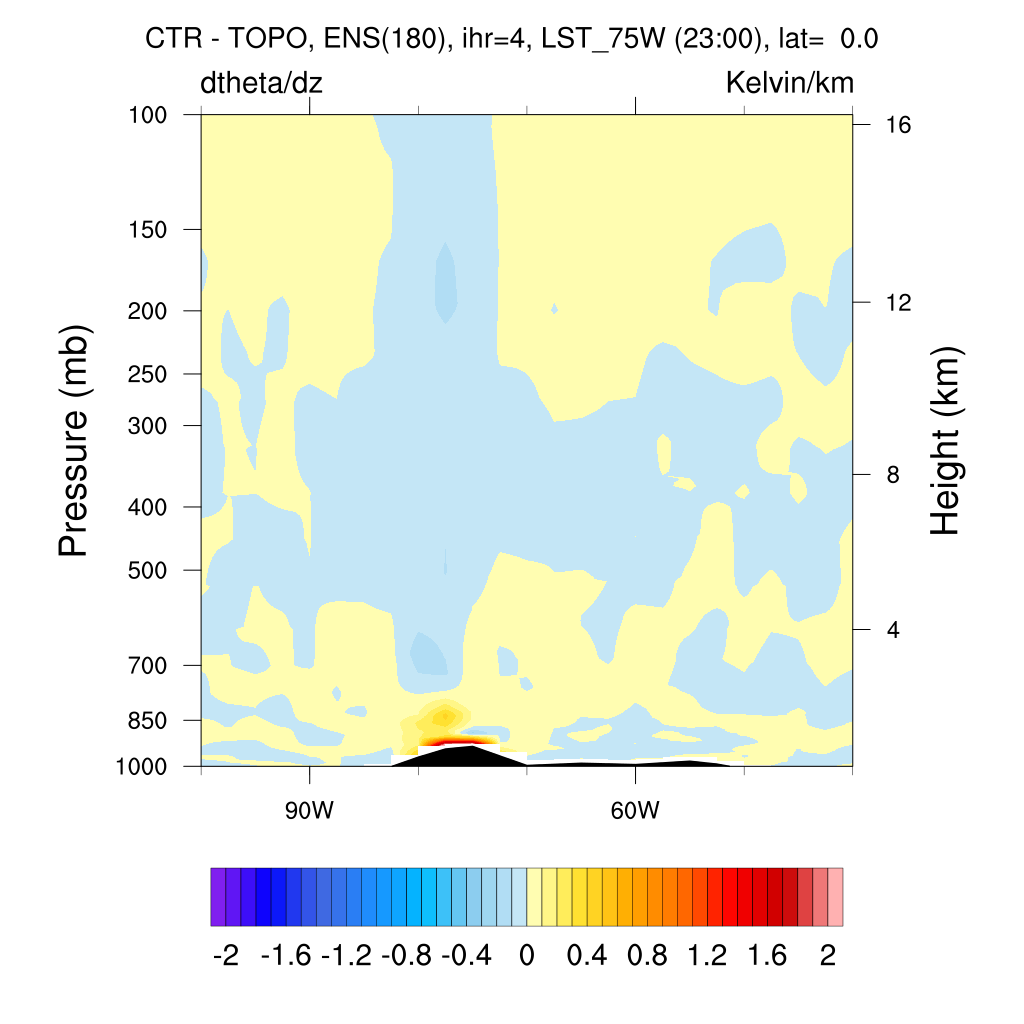 CTR - TOPO, ENS(180), ihr=4, LST_75W (23:00), lat=  0.0
dtheta/dz Kelvin/km
100
150
200
250
300
400
500
700
850
1000
Pressure (mb)
16
12
8
4
Height (km)
90W 60W
-2 -1.6 -1.2 -0.8 -0.4 0 0.4 0.8 1.2 1.6 2